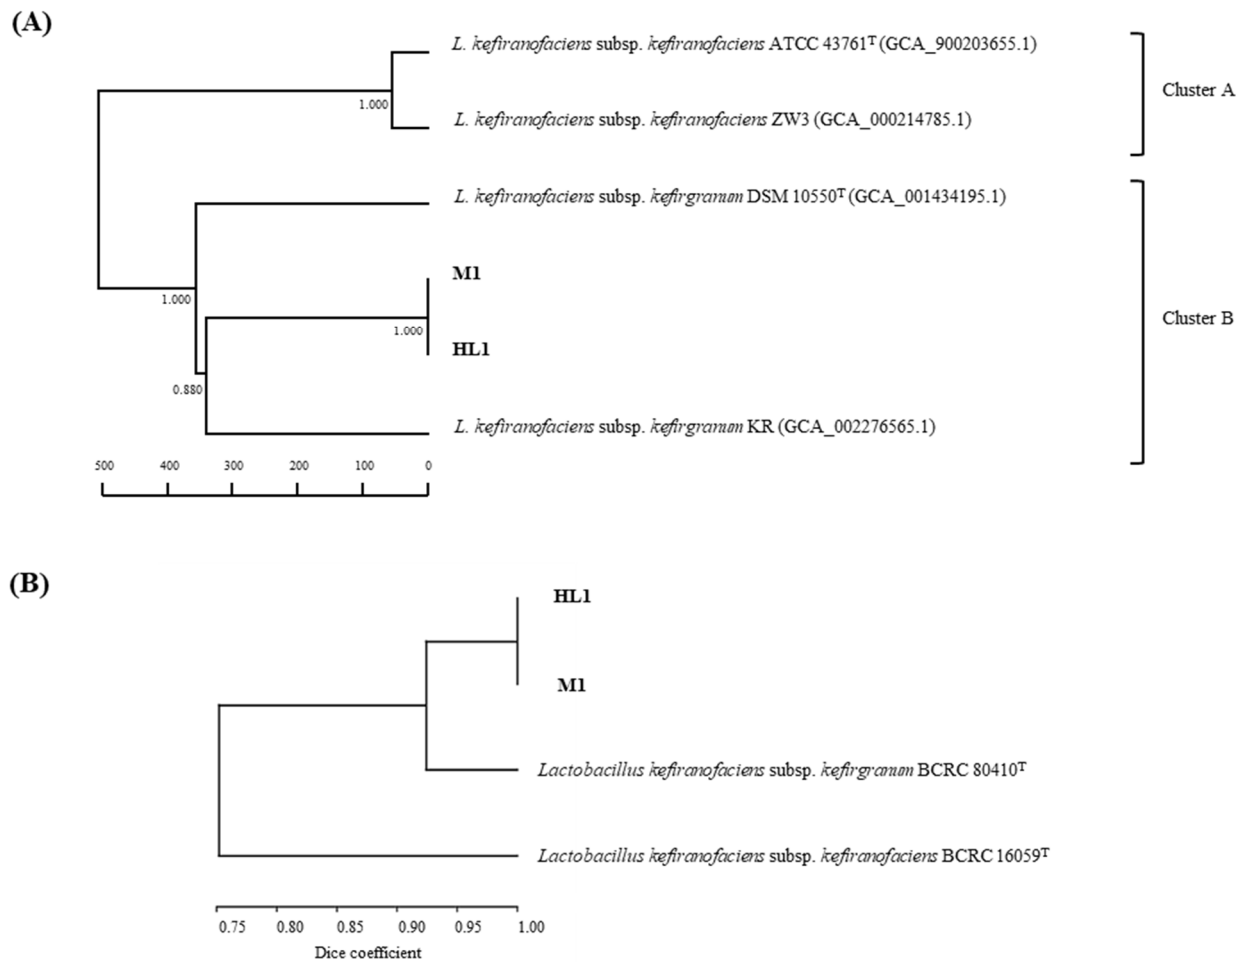 (A)
L. kefiranofaciens subsp. kefiranofaciens ATCC 43761ᵀ (GCA_900203655.1)
Cluster A
1.000
L. kefiranofaciens subsp. kefiranofaciens ZW3 (GCA_000214785.1)
L. kefiranofaciens subsp. kefirgranum DSM 10550ᵀ (GCA_001434195.1)
M1
1.000
Cluster B
1.000
HL1
0.880
L. kefiranofaciens subsp. kefirgranum KR (GCA_002276565.1)
500 400 300 200 100 0
(B)
HL1
M1
Lactobacillus kefiranofaciens subsp. kefirgranum BCRC 80410ᵀ
Lactobacillus kefiranofaciens subsp. kefiranofaciens BCRC 16059ᵀ
0.75 0.80 0.85 0.90 0.95 1.00
Dice coefficient